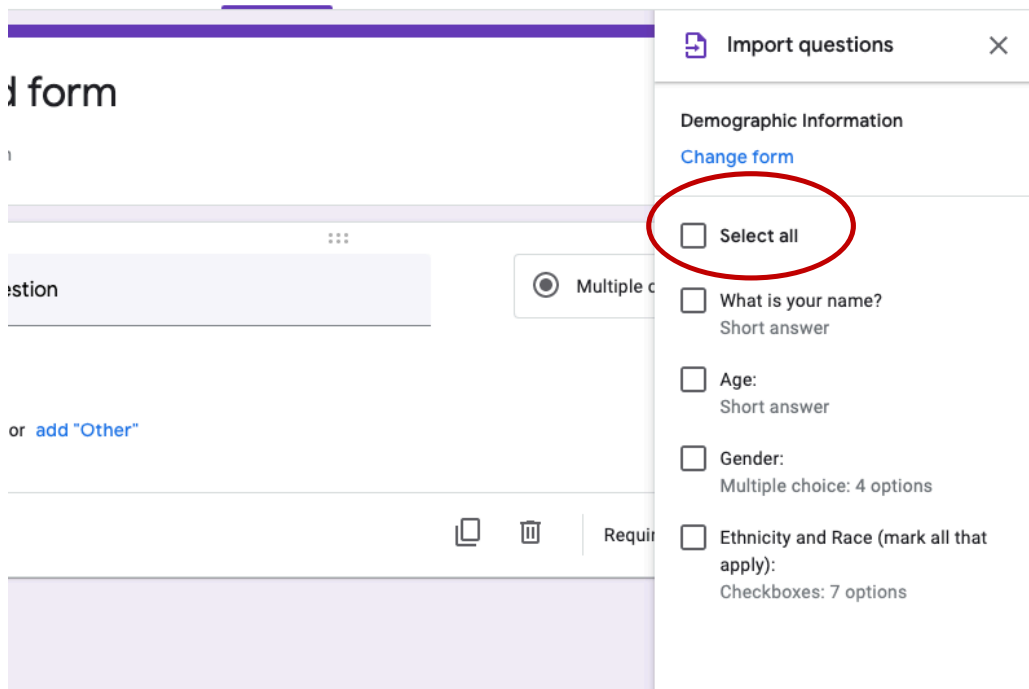 d form
estion
Multiple c
or add "Other"
Requir
Import questions
Demographic Information
Change form
Select all
What is your name?
Short answer
Age:
Short answer
Gender:
Multiple choice: 4 options
Ethnicity and Race (mark all that
apply):
Checkboxes: 7 options